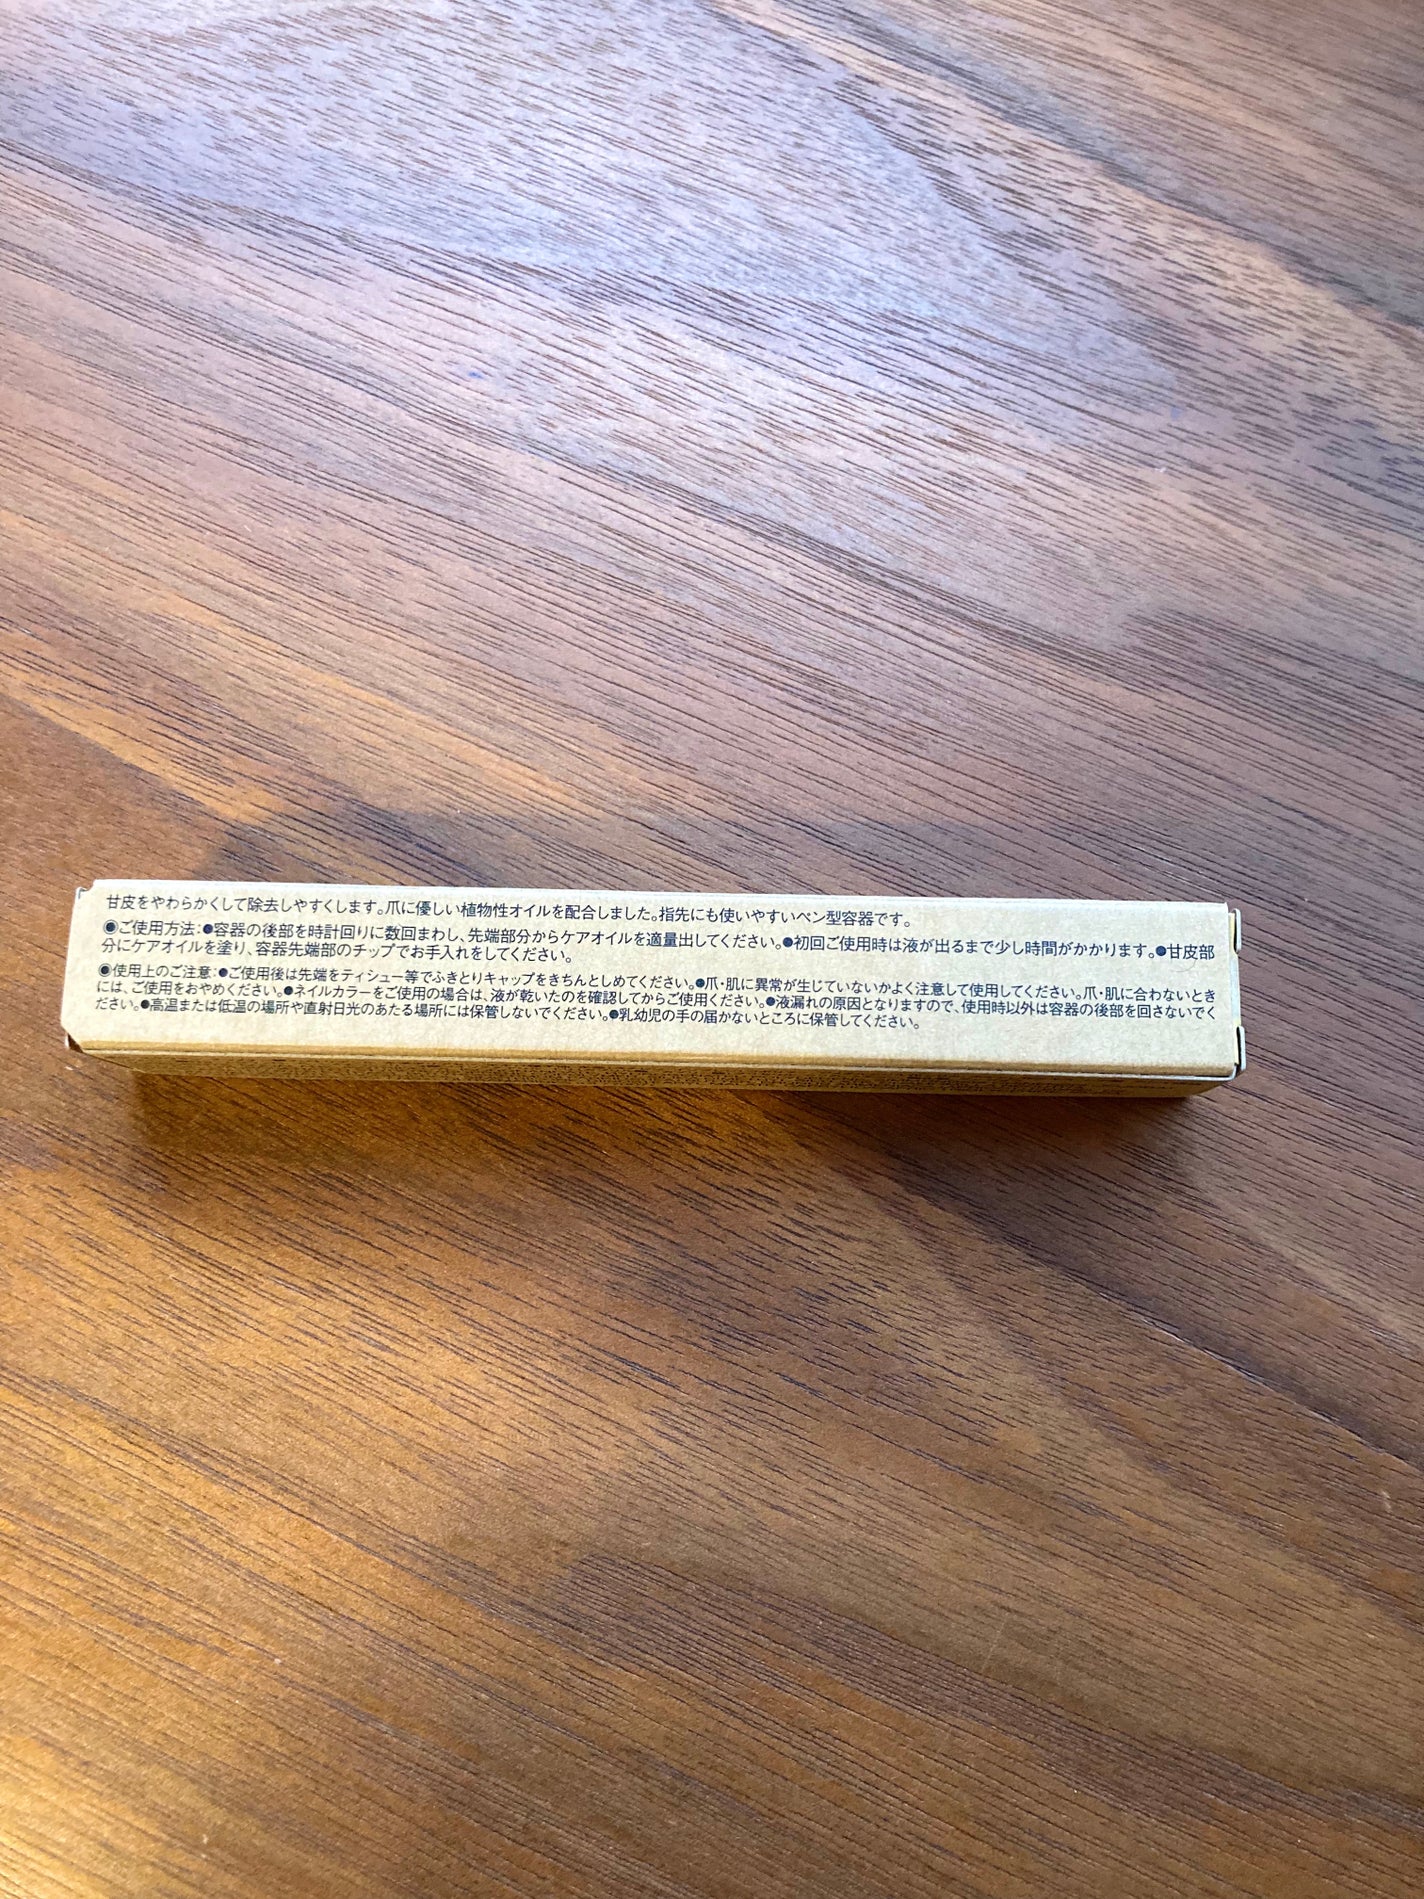 甘皮をやわらかくして除去しやすくします。爪に優しい植物性オイルを配合しました。指先にも使いやすいペン型容器です。
◉ご使用方法：●容器の後部を時計回りに数回まわし、先端部分からケアオイルを適量出してください。●初回ご使用時は液が出るまで少し時間がかかります。●甘皮部
分にケアオイルを塗り、容器先端部のチップでお手入れをしてください。
◉使用上のご注意：●ご使用後は先端をティシュー等でふきとりキャップをきちんとしめてください。●爪・肌に異常が生じていないかよく注意して使用してください。爪・肌に合わないとき
には、ご使用をおやめください。●ネイルカラーをご使用の場合は、液が乾いたのを確認してからご使用ください。●液漏れの原因となりますので、使用時以外は容器の後部を回さないでく
ださい。●高温または低温の場所や直射日光のあたる場所には保管しないでください。●乳幼児の手の届かないところに保管してください。